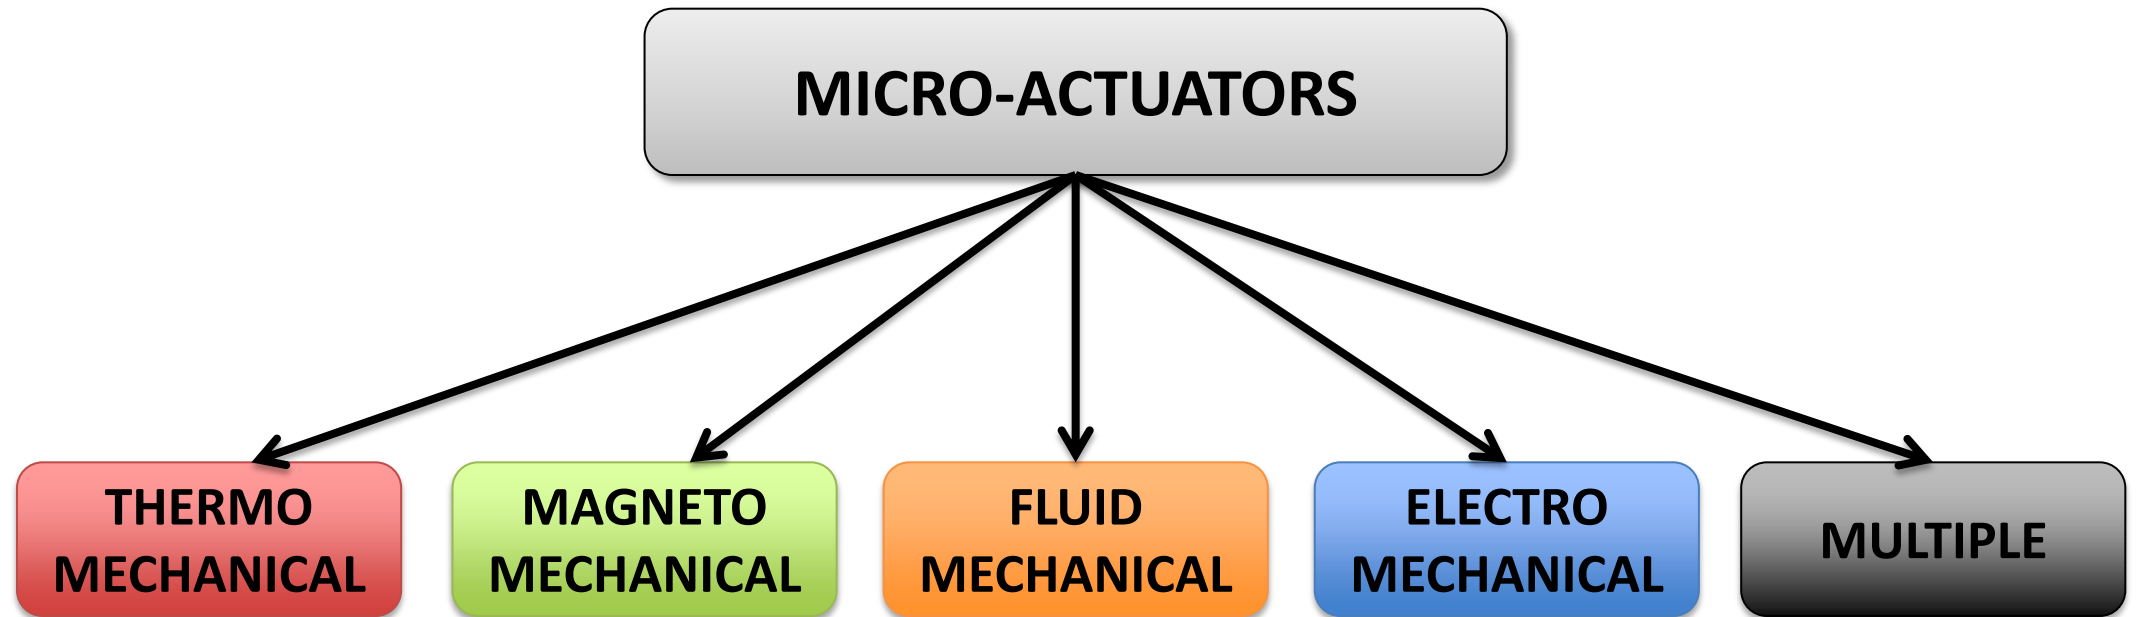 MICRO-ACTUATORS
THERMO
MECHANICAL
MAGNETO
MECHANICAL
FLUID
MECHANICAL
ELECTRO
MECHANICAL
MULTIPLE